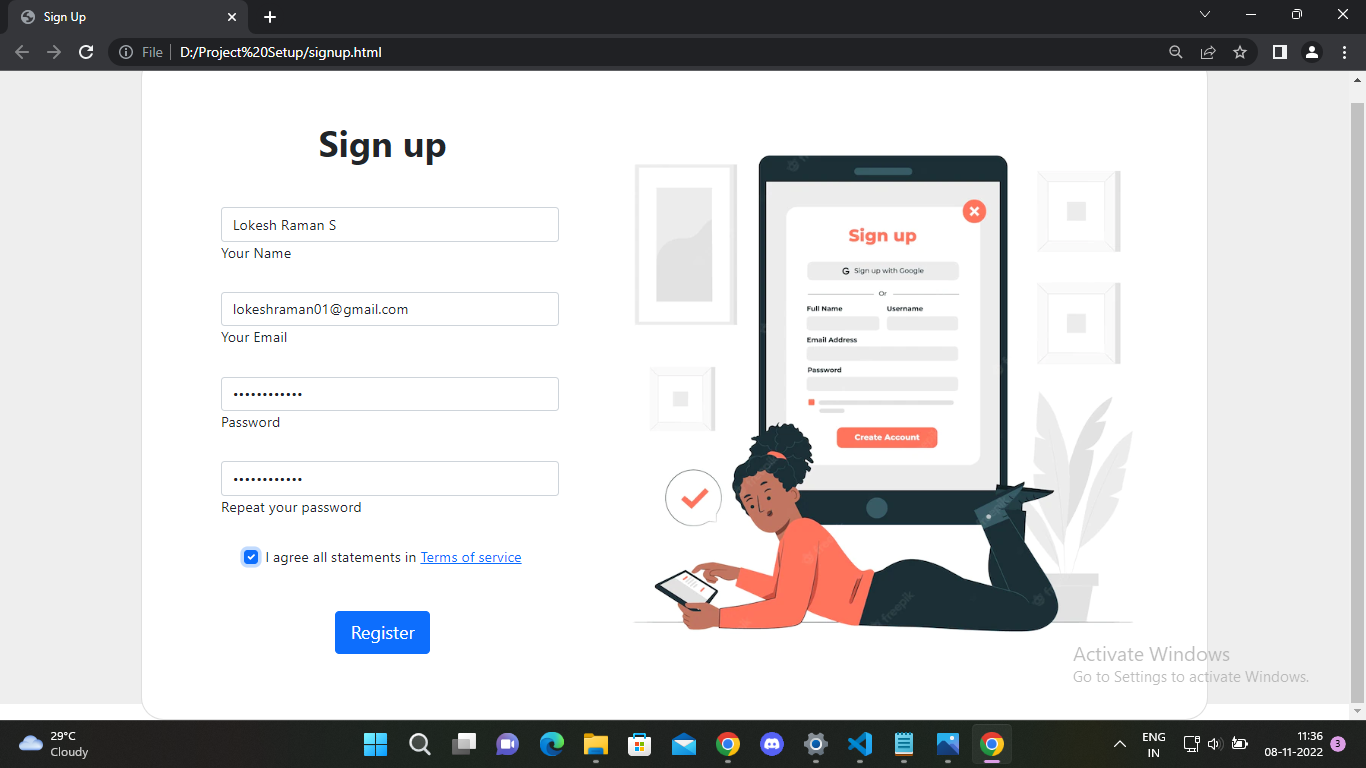 Sign Up
File
D:/Project%20Setup/signup.html
Sign up
Lokesh Raman S
Your Name
lokeshraman01@gmail.com
Your Email
••••••••••••
Password
••••••••••••
Repeat your password
I agree all statements in Terms of service
Register
Sign up
G Sign up with Google
Or
Full Name Username
Email Address
Password
Create Account
freepik
Activate Windows
Go to Settings to activate Windows.
29°C
Cloudy
ENG
IN
11:36
08-11-2022
3